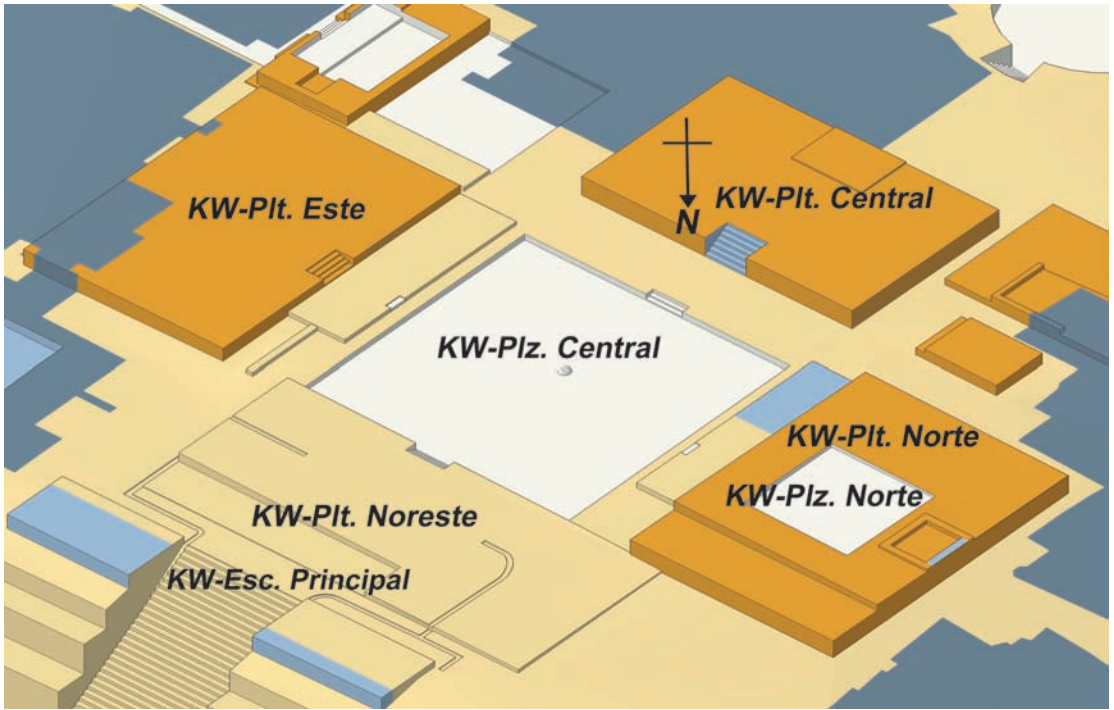 KW-Plt. Este
KW-Plt. Central
N
KW-Plz. Central
KW-Plt. Norte
KW-Plz. Norte
KW-Plt. Noreste
KW-Esc. Principal